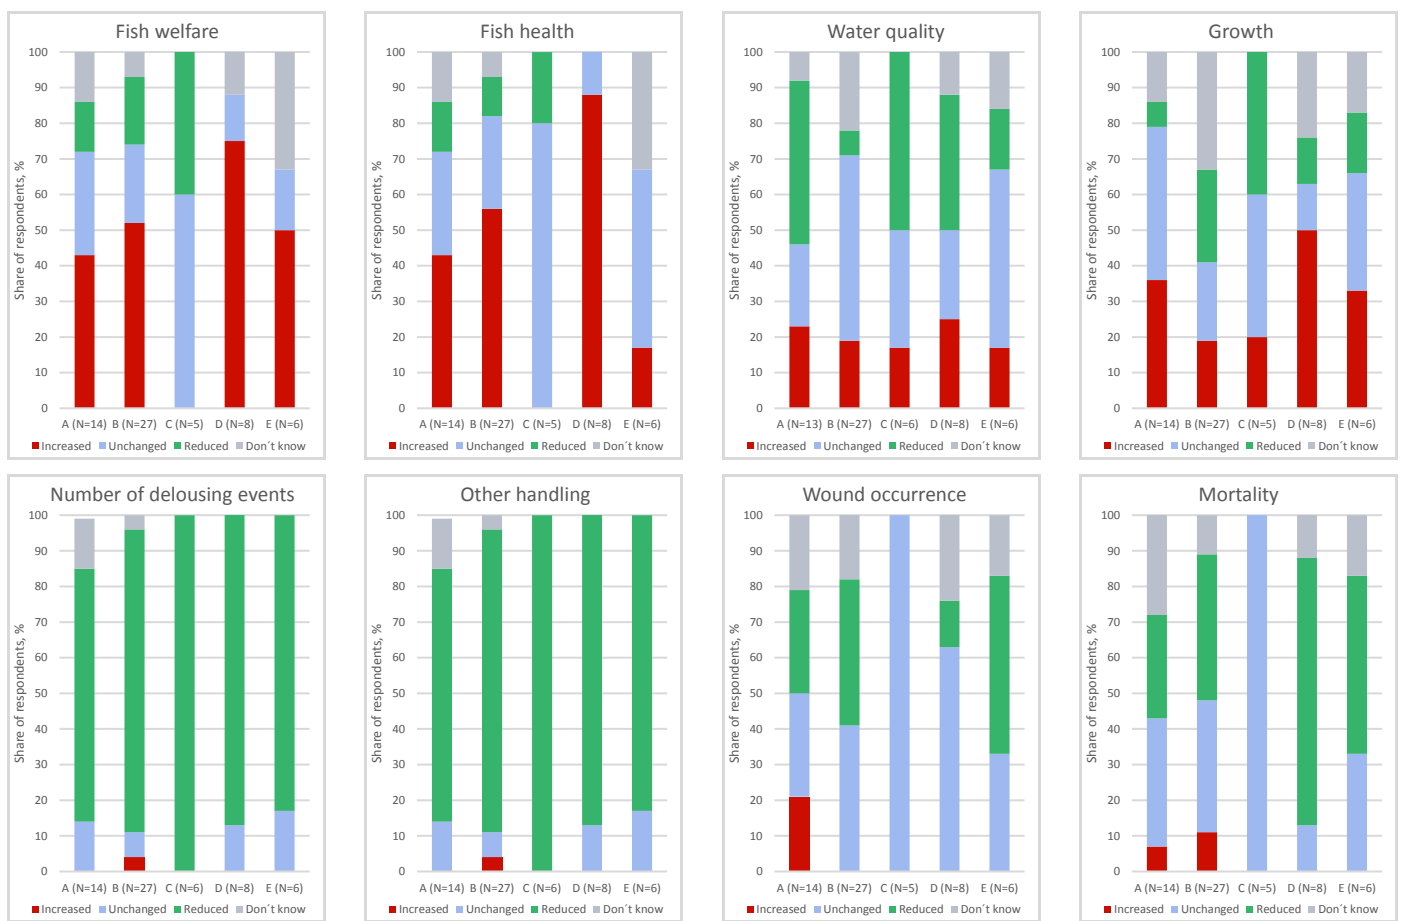 Fish welfare
Share of respondents, %
100
90
80
70
60
50
40
30
20
10
0
A (N=14) B (N=27) C (N=5) D (N=8) E (N=6)
Increased Unchanged Reduced Don´t know
Fish health
Share of respondents, %
100
90
80
70
60
50
40
30
20
10
0
A (N=14) B (N=27) C (N=5) D (N=8) E (N=6)
Increased Unchanged Reduced Don´t know
Water quality
Share of respondents, %
100
90
80
70
60
50
40
30
20
10
0
A (N=13) B (N=27) C (N=6) D (N=8) E (N=6)
Increased Unchanged Reduced Don´t know
Growth
Share of respondents, %
100
90
80
70
60
50
40
30
20
10
0
A (N=14) B (N=27) C (N=5) D (N=8) E (N=6)
Increased Unchanged Reduced Don´t know
Number of delousing events
Share of respondents, %
100
90
80
70
60
50
40
30
20
10
0
A (N=14) B (N=27) C (N=6) D (N=8) E (N=6)
Increased Unchanged Reduced Don´t know
Other handling
Share of respondents, %
100
90
80
70
60
50
40
30
20
10
0
A (N=14) B (N=27) C (N=6) D (N=8) E (N=6)
Increased Unchanged Reduced Don´t know
Wound occurrence
Share of respondents, %
100
90
80
70
60
50
40
30
20
10
0
A (N=14) B (N=27) C (N=5) D (N=8) E (N=6)
Increased Unchanged Reduced Don´t know
Mortality
Share of respondents, %
100
90
80
70
60
50
40
30
20
10
0
A (N=14) B (N=27) C (N=5) D (N=8) E (N=6)
Increased Unchanged Reduced Don´t know